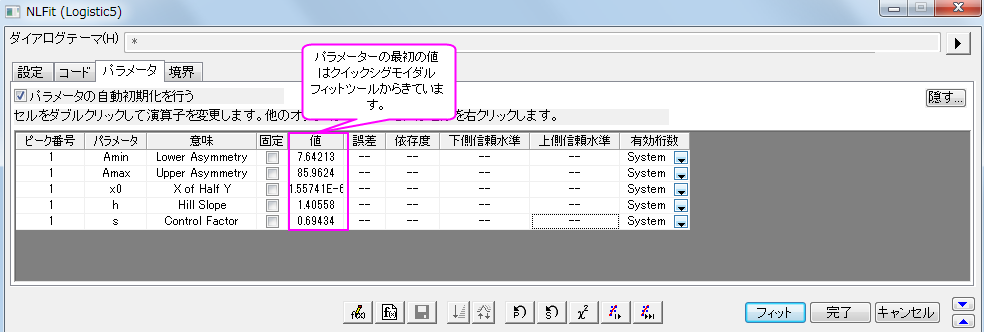 NLFit (Logistic5)
ダイアログテーマ(H) *
パラメーターの最初の値
はクイックシグモイダル
フィットツールからきていま
す。
設定 コード パラメータ 境界
パラメータの自動初期化を行う 隠す...
セルをダブルクリックして演算子を変更します。他のオ を右クリックします。
ピーク番号 パラメータ 意味 固定 値 誤差 依存度 下側信頼水準 上側信頼水準 有効桁数
1 Amin Lower Asymmetry 7.64213 -- -- -- -- System
1 Amax Upper Asymmetry 85.9624 -- -- -- -- System
1 x0 X of Half Y 1.55741E-6 -- -- -- -- System
1 h Hill Slope 1.40558 -- -- -- -- System
1 s Control Factor 0.69434 -- -- -- -- System
フィット 完了 キャンセル